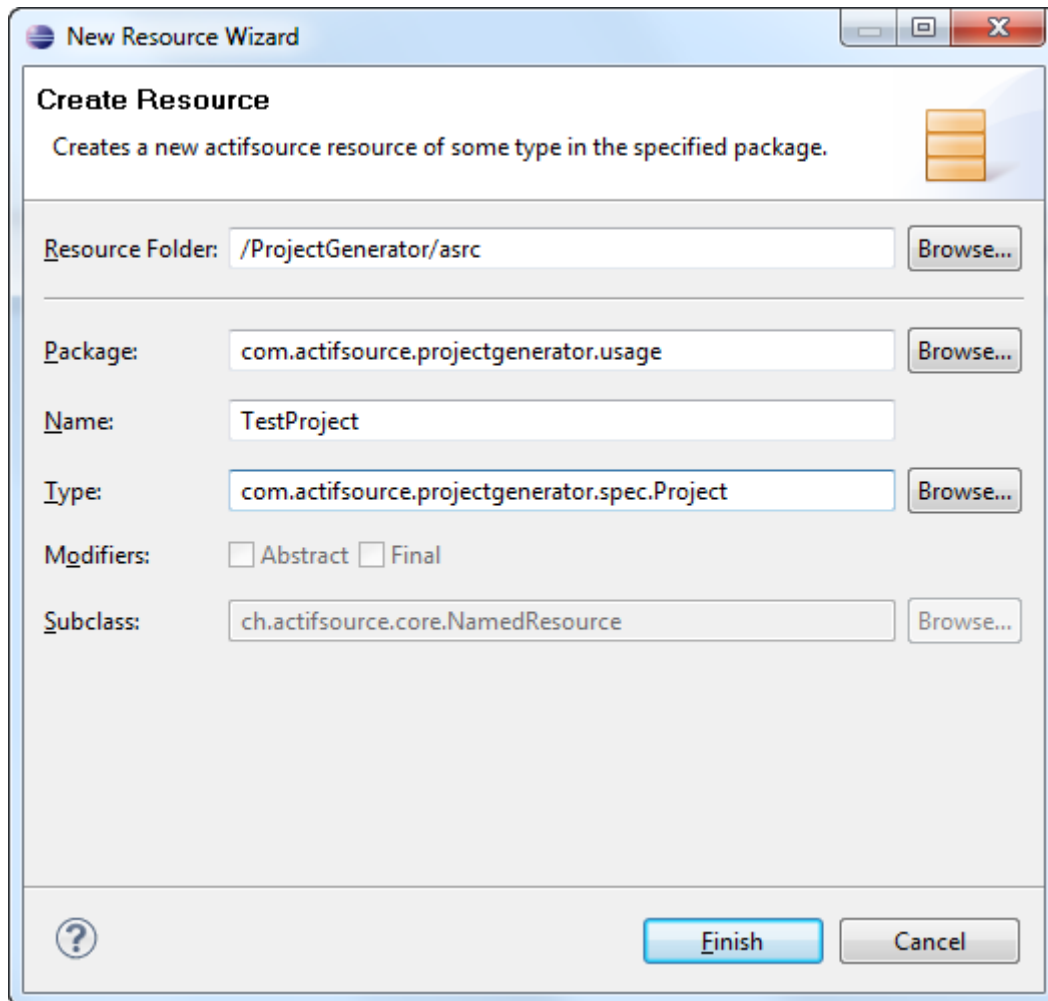 New Resource Wizard
Create Resource
Creates a new actifsource resource of some type in the specified package.
Resource Folder: /ProjectGenerator/asrc Browse...
Package: com.actifsource.projectgenerator.usage Browse...
Name: TestProject
Type: com.actifsource.projectgenerator.spec.Project Browse...
Modifiers: Abstract Final
Subclass: ch.actifsource.core.NamedResource Browse...
? Finish Cancel